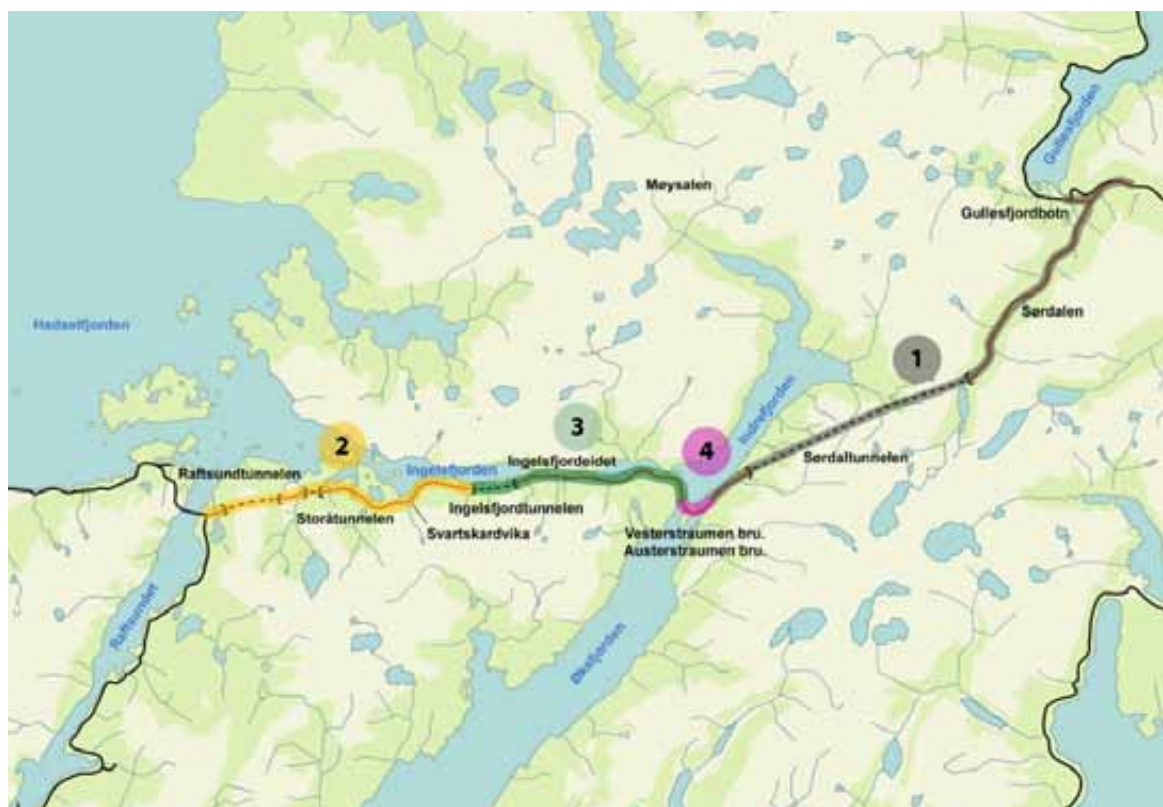 Gullesfjorden
Møysalen
Gullesfjordbotn
Hadselfjorden
Sørdalen
1
Indrefjorden
3
4
2
Raftsundtunnelen
Ingelsfjorden
Ingelsfjordeidet
Sørdaltunnelen
Storåtunnelen
Ingelsfjordtunnelen
Svartskardvika
Vesterstraumen bru.
Austerstraumen bru.
Raftsundet
Øksfjorden